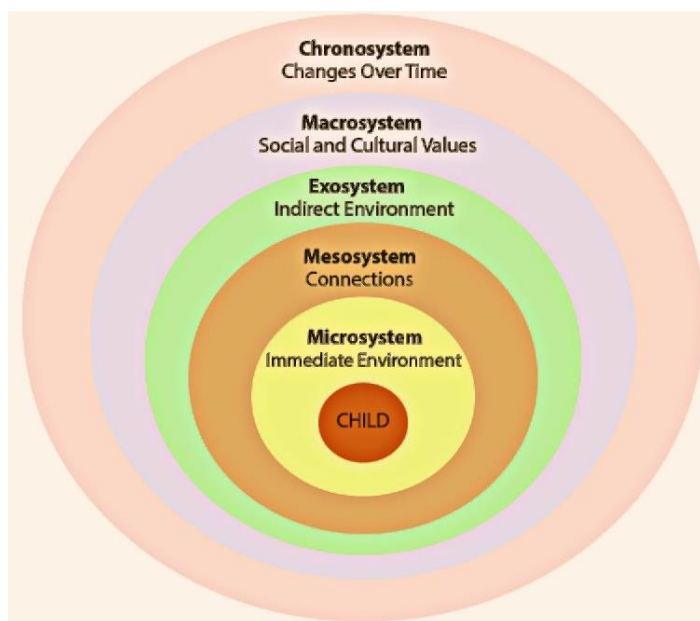 Chronosystem
Changes Over Time
Macrosystem
Social and Cultural Values
Exosystem
Indirect Environment
Mesosystem
Connections
Microsystem
Immediate Environment
CHILD